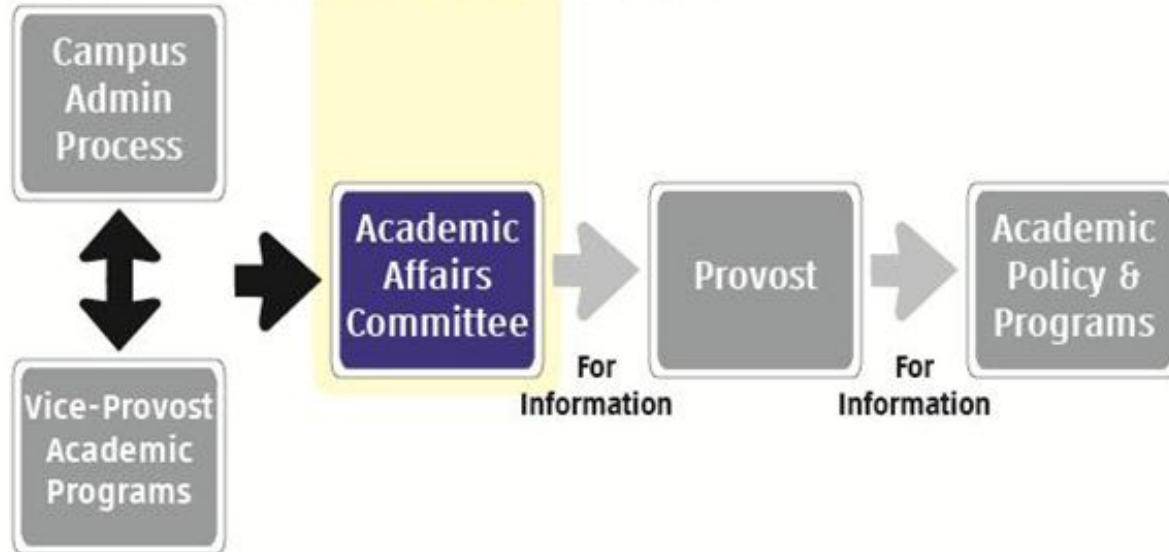 Campus
Admin
Process
Vice-Provost
Academic
Programs
Academic
Affairs
Committee
For
Information
Provost
For
Information
Academic
Policy &
Programs